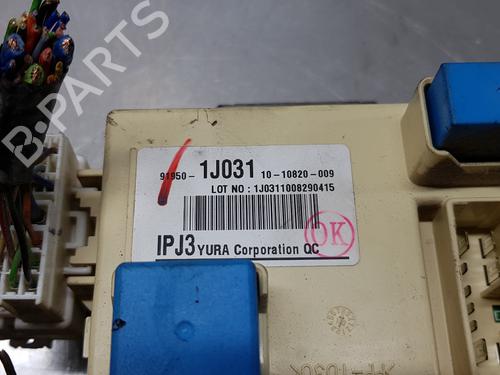 B-PARTS
91950-1J031 10-10820-009
LOT NO : 1J0311008290415
IPJ3 YURA Corporation QC
OK